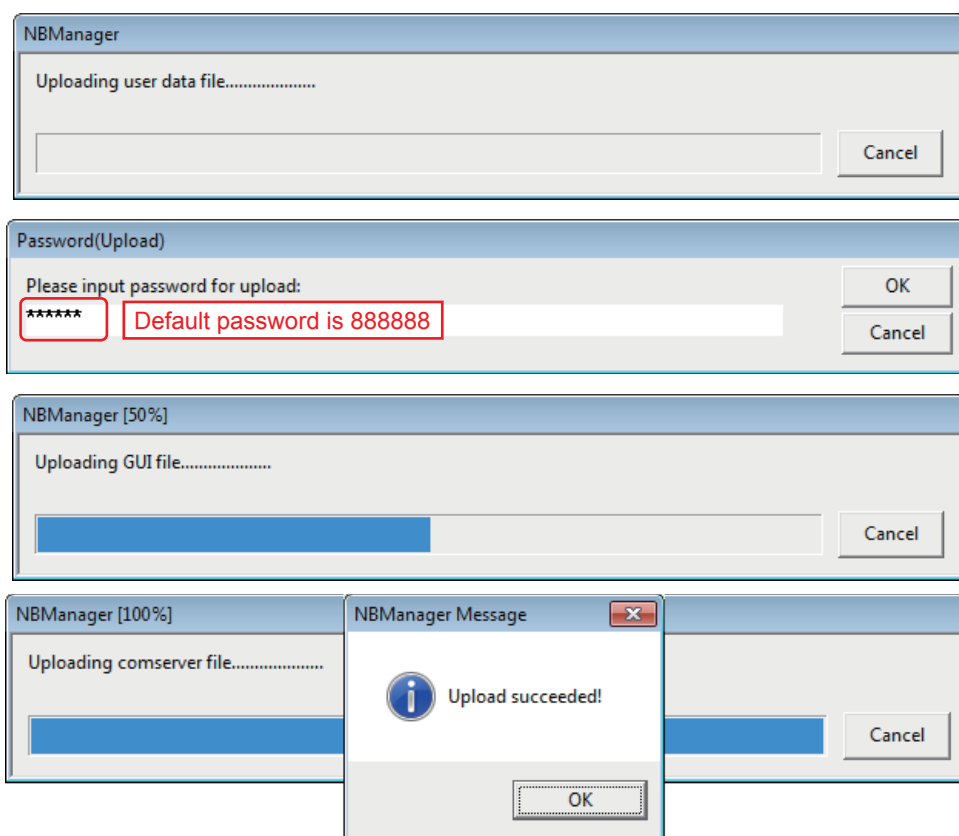 NBManager
Uploading user data file....................
Cancel
Password(Upload)
Please input password for upload:
OK
****** Default password is 888888
Cancel
NBManager [50%]
Uploading GUI file....................
Cancel
NBManager [100%]
NBManager Message
Uploading comserver file....................
Upload succeeded!
Cancel
OK